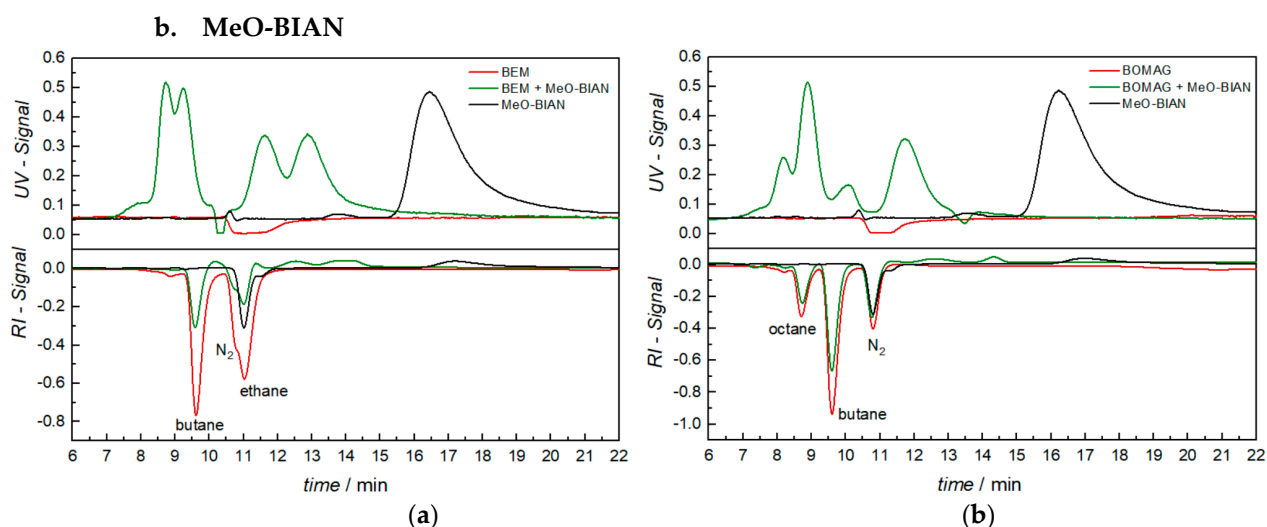 b. MeO-BIAN
0.6
0.5
0.4
0.3
0.2
0.1
0.0
UV - Signal
BEM
BEM + MeO-BIAN
MeO-BIAN
0.0
-0.2
-0.4
-0.6
-0.8
RI - Signal
N2
ethane
butane
6 7 8 9 10 11 12 13 14 15 16 17 18 19 20 21 22
time / min
(a)
0.6
0.5
0.4
0.3
0.2
0.1
0.0
UV - Signal
BOMAG
BOMAG + MeO-BIAN
MeO-BIAN
0.0
-0.2
-0.4
-0.6
-0.8
-1.0
RI - Signal
octane
N2
butane
6 7 8 9 10 11 12 13 14 15 16 17 18 19 20 21 22
time / min
(b)